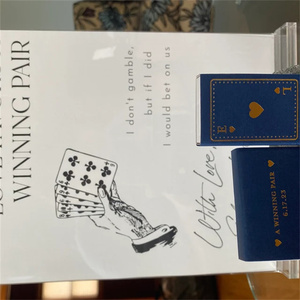 WINNING PAIR
I don't gamble,
but if I did
I would bet on us
With Love,
E
L
A WINNING PAIR
6.17.23